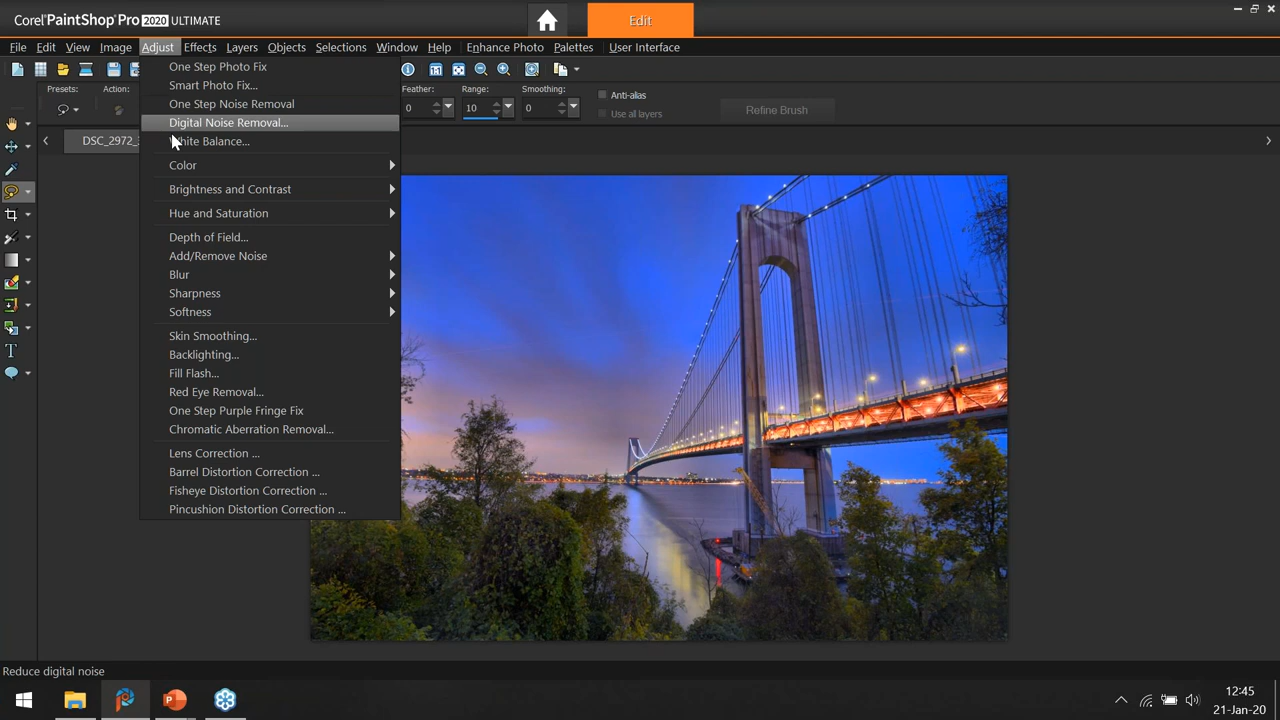 Corel PaintShop Pro 2020 ULTIMATE
Edit
File Edit View Image Adjust Effects Layers Objects Selections Window Help Enhance Photo Palettes User Interface
Presets: Action: Feather: Range: Smoothing:
0 10 0
Anti-alias
Use all layers
Refine Brush
DSC_2972_
One Step Photo Fix
Smart Photo Fix...
One Step Noise Removal
Digital Noise Removal...
White Balance...
Color
Brightness and Contrast
Hue and Saturation
Depth of Field...
Add/Remove Noise
Blur
Sharpness
Softness
Skin Smoothing...
Backlighting...
Fill Flash...
Red Eye Removal...
One Step Purple Fringe Fix
Chromatic Aberration Removal...
Lens Correction ...
Barrel Distortion Correction ...
Fisheye Distortion Correction ...
Pincushion Distortion Correction ...
Reduce digital noise
12:45
21-Jan-20